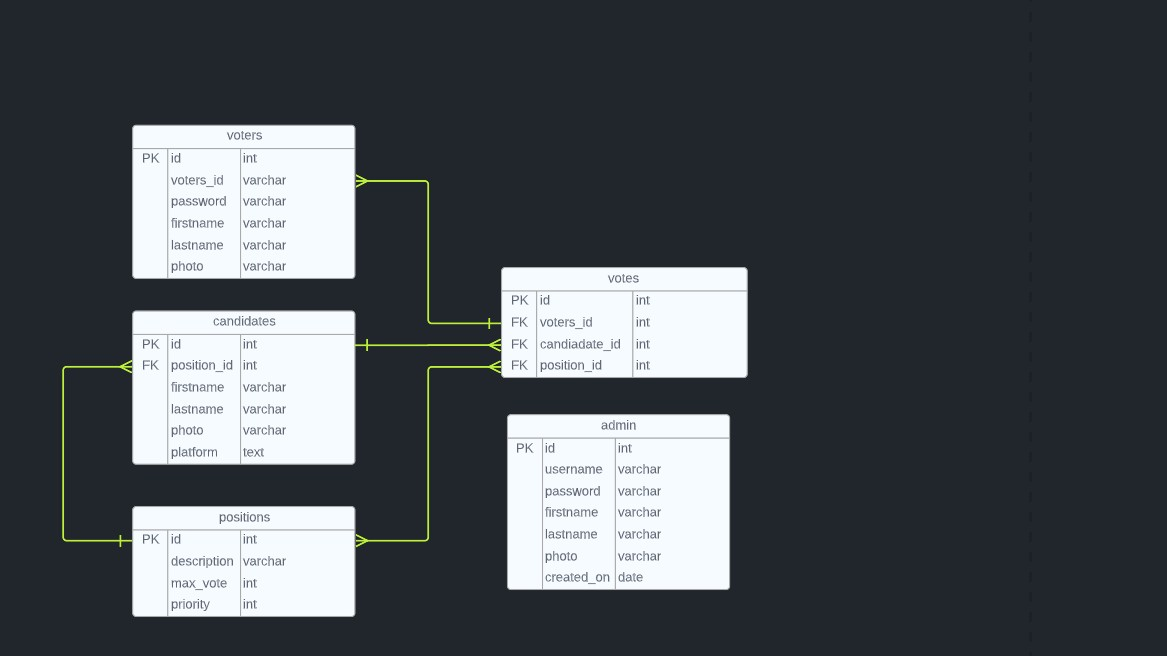 voters
PK id int
voters_id varchar
password varchar
firstname varchar
lastname varchar
photo varchar
candidates
PK id int
FK position_id int
firstname varchar
lastname varchar
photo varchar
platform text
positions
PK id int
description varchar
max_vote int
priority int
votes
PK id int
FK voters_id int
FK candiadate_id int
FK position_id int
admin
PK id int
username varchar
password varchar
firstname varchar
lastname varchar
photo varchar
created_on date